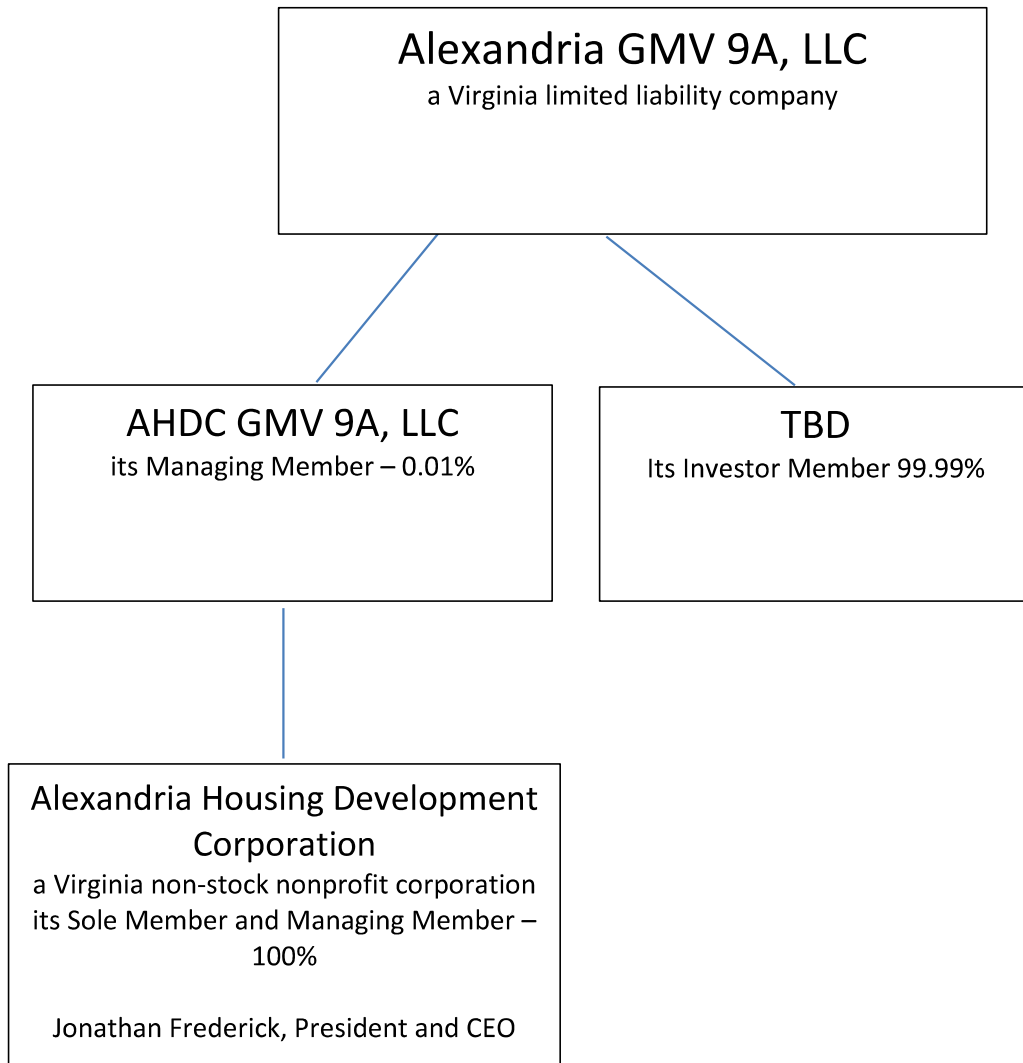 Alexandria GMV 9A, LLC
a Virginia limited liability company
AHDC GMV 9A, LLC
its Managing Member – 0.01%
TBD
Its Investor Member 99.99%
Alexandria Housing Development
Corporation
a Virginia non-stock nonprofit corporation
its Sole Member and Managing Member –
100%
Jonathan Frederick, President and CEO